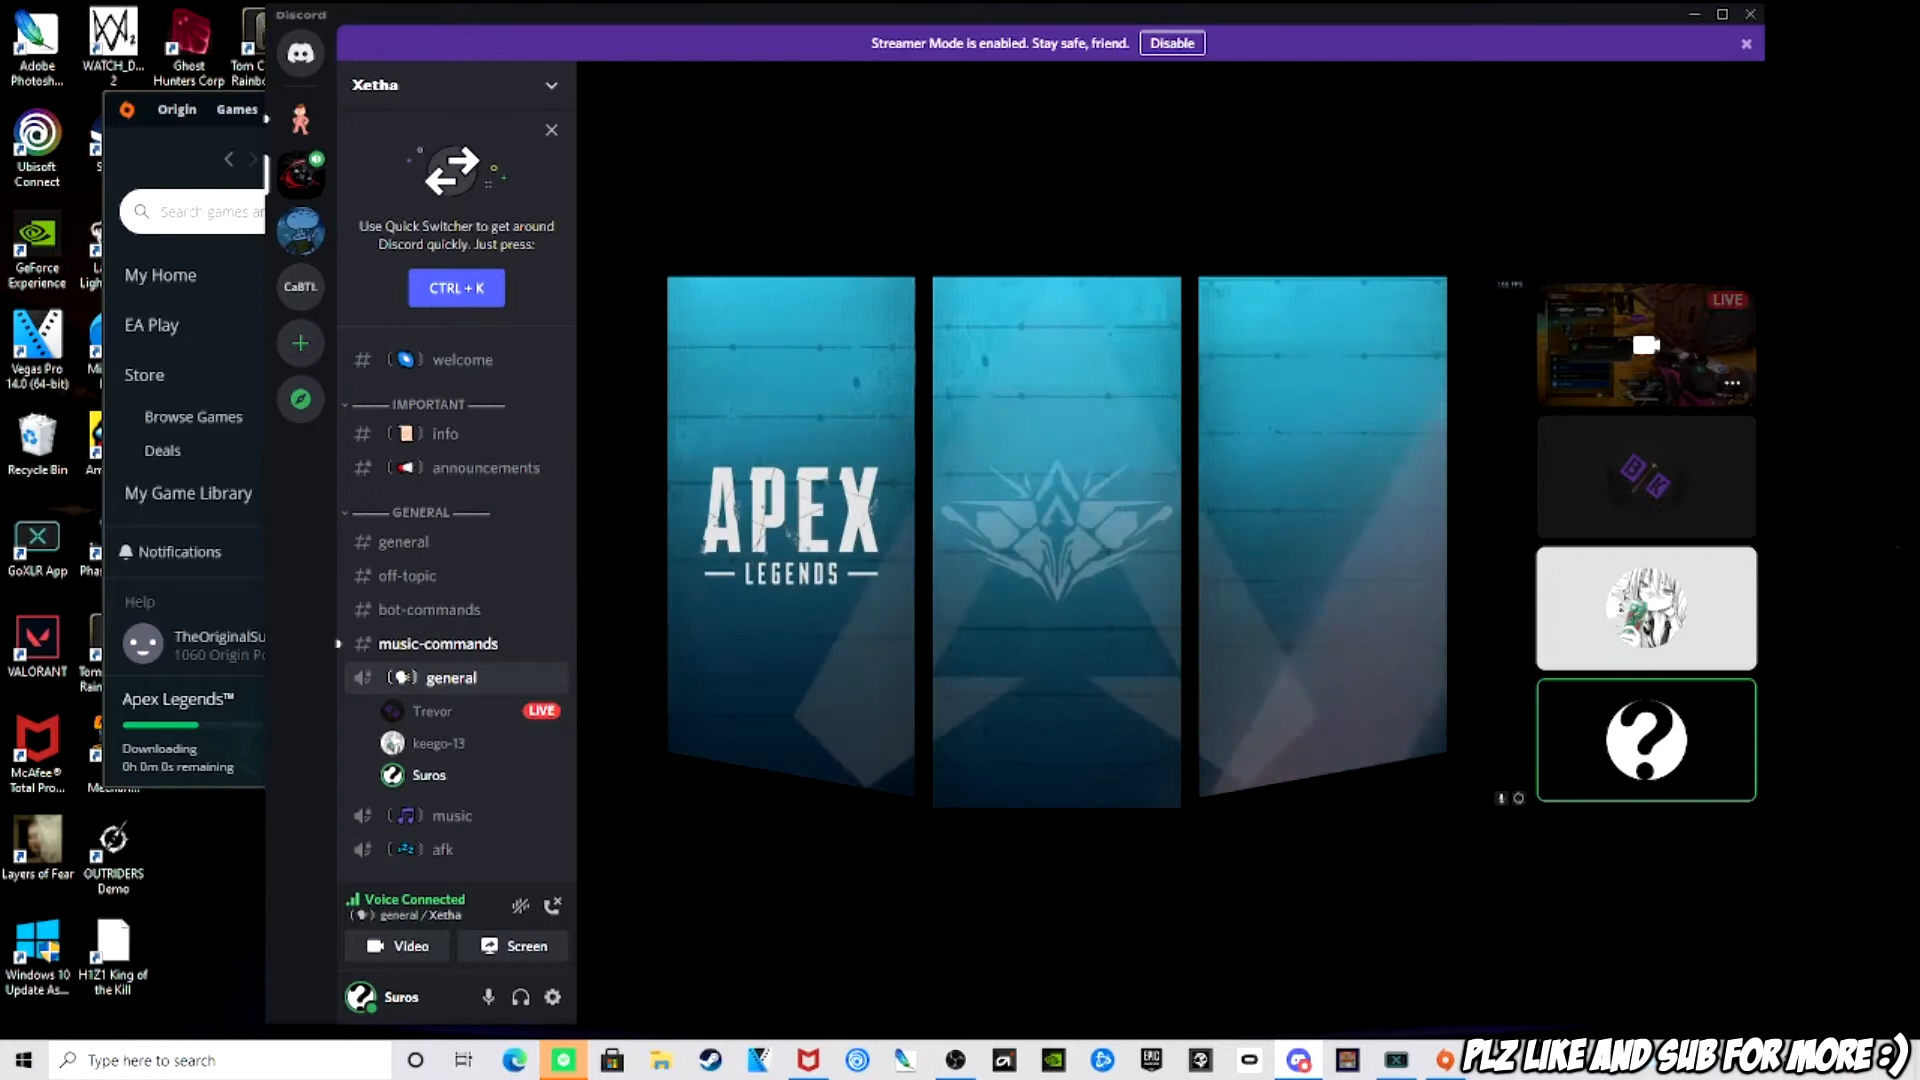 Discord
Streamer Mode is enabled. Stay safe, friend.
Disable
Adobe
Photosh...
WATCH_D...
2
Ghost
Hunters Corp
Tom C
Rainbo
Ubisoft
Connect
GeForce
Experience
Vegas Pro
14.0 (64-bit)
Recycle Bin
GoXLR App
VALORANT
McAfee®
Total Pro...
Layers of Fear
OUTRIDERS
Demo
Windows 10
Update As...
H1Z1 King of
the Kill
Origin
Games
Search games an
My Home
EA Play
Store
Browse Games
Deals
My Game Library
Notifications
Help
TheOriginalSu
1060 Origin Po
Apex Legends™
Downloading
0h 0m 0s remaining
CaBTL
Xetha
Use Quick Switcher to get around
Discord quickly. Just press:
CTRL + K
welcome
IMPORTANT
info
announcements
GENERAL
general
off-topic
bot-commands
music-commands
general
Trevor
LIVE
keego-13
Suros
music
afk
Voice Connected
general / Xetha
Video
Screen
Suros
APEX
LEGENDS
LIVE
B K
Type here to search
EPIC
PLZ LIKE AND SUB FOR MORE :)